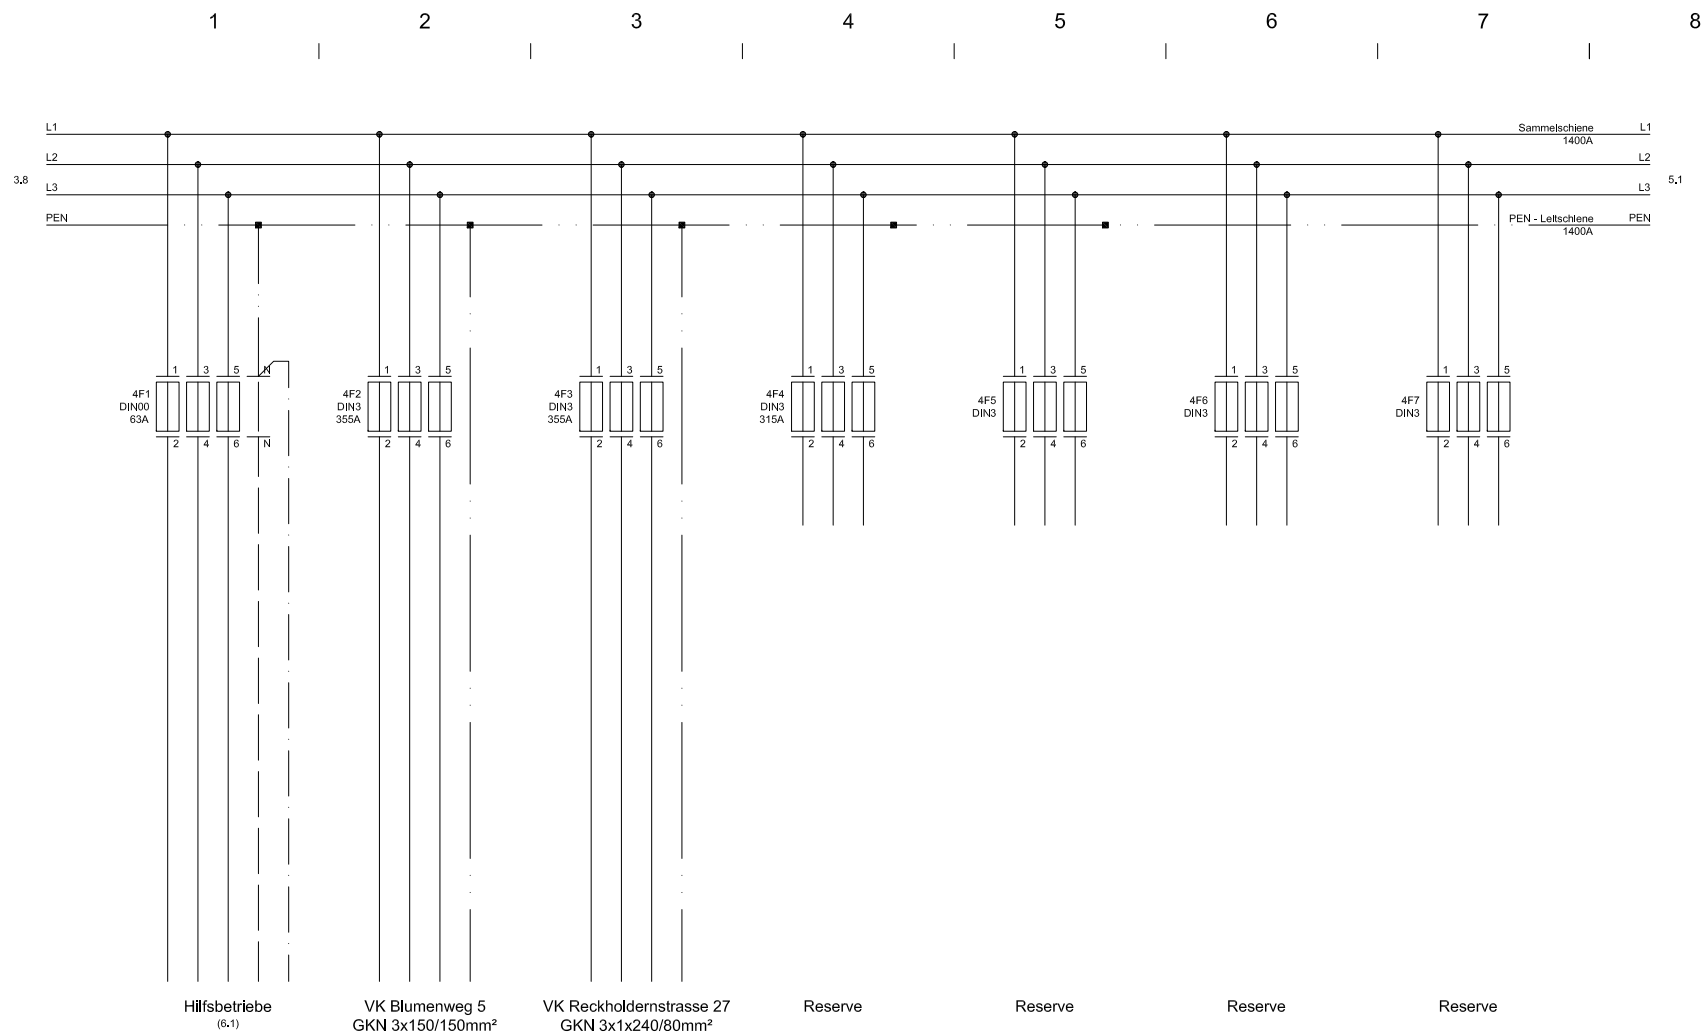 1 2 3 4 5 6 7 8
L1 Sammelschiene L1
1400A
L2 L2
3.8 5.1
L3 L3
PEN PEN - Leitschiene PEN
1400A
1 3 5 N 1 3 5 1 3 5 1 3 5 1 3 5 1 3 5 1 3 5
4F1 4F2 4F3 4F4 4F5 4F6 4F7
DIN00 DIN3 DIN3 DIN3 DIN3 DIN3 DIN3
63A 355A 355A 315A
2 4 6 N 2 4 6 2 4 6 2 4 6 2 4 6 2 4 6 2 4 6
Hilfsbetriebe VK Blumenweg 5 VK Reckholdernstrasse 27 Reserve Reserve Reserve Reserve
(6.1) GKN 3x150/150mm² GKN 3x1x240/80mm²